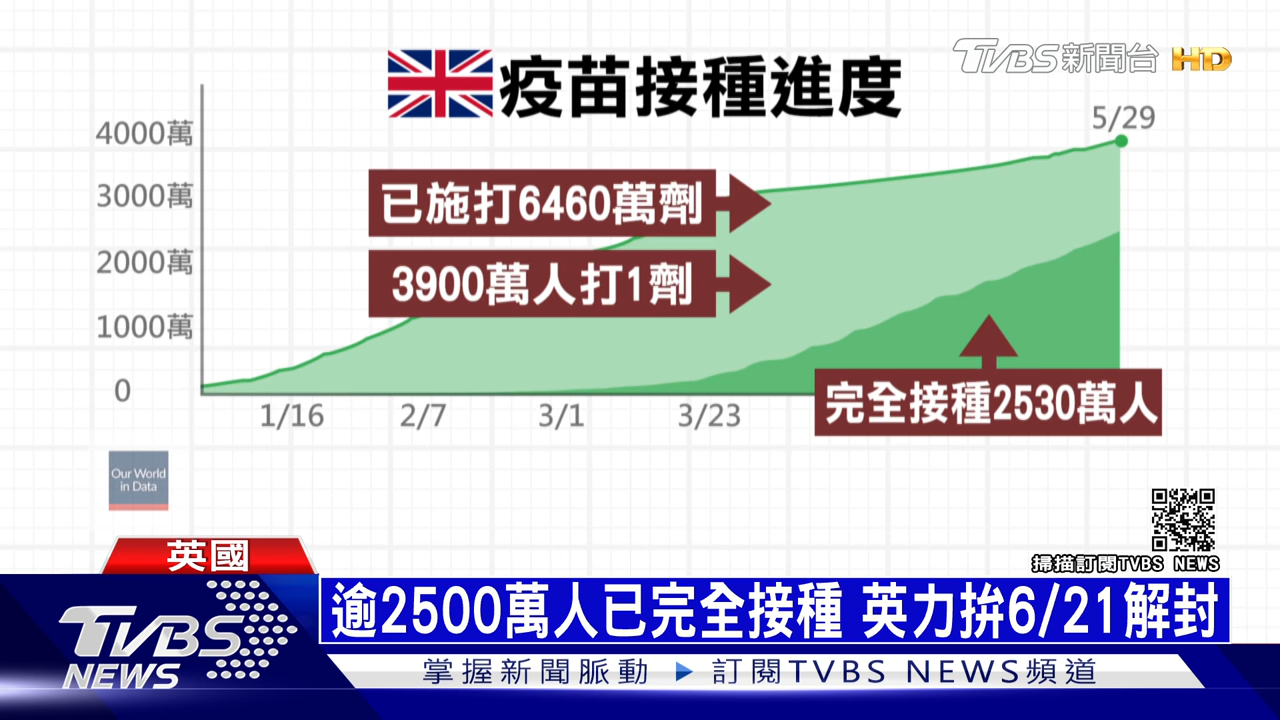 TVBS新聞台 HD
疫苗接種進度
5/29
4000萬
3000萬
2000萬
1000萬
0
已施打6460萬劑
3900萬人打1劑
完全接種2530萬人
1/16
2/7
3/1
3/23
Our World
in Data
掃描訂閱TVBS NEWS
英國
逾2500萬人已完全接種 英力拚6/21解封
TVBS
NEWS
掌握新聞脈動 ▶ 訂閱TVBS NEWS頻道